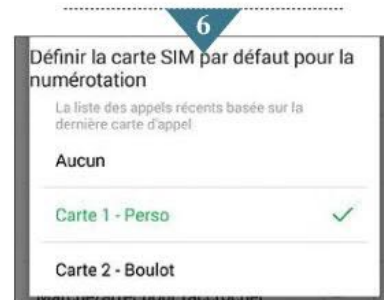 6
Définir la carte SIM par défaut pour la
numérotation
La liste des appels récents basée sur la
dernière carte d'appel
Aucun
Carte 1 - Perso
Carte 2 - Boulot